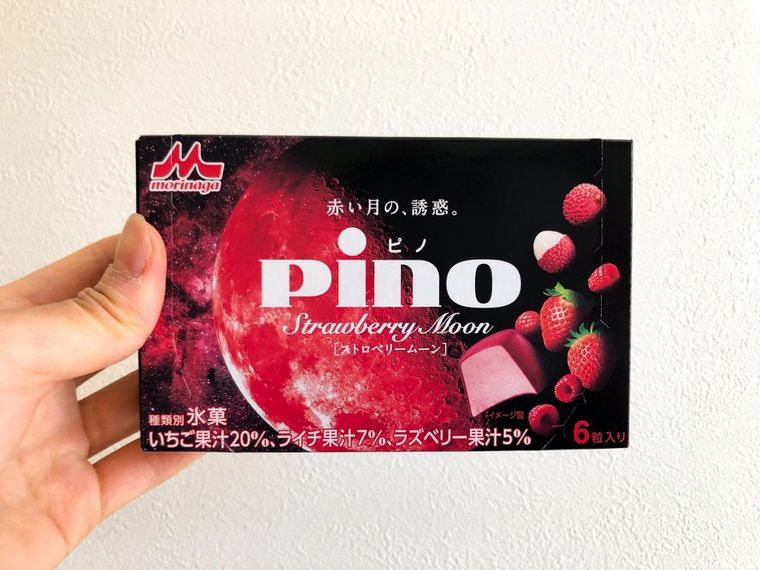 morinaga
赤い月の、誘惑。
ピノ
pino
Strawberry Moon
[ストロベリームーン]
イメージ図
種類別 氷菓
いちご果汁20%、ライチ果汁7%、ラズベリー果汁5%
6粒入り